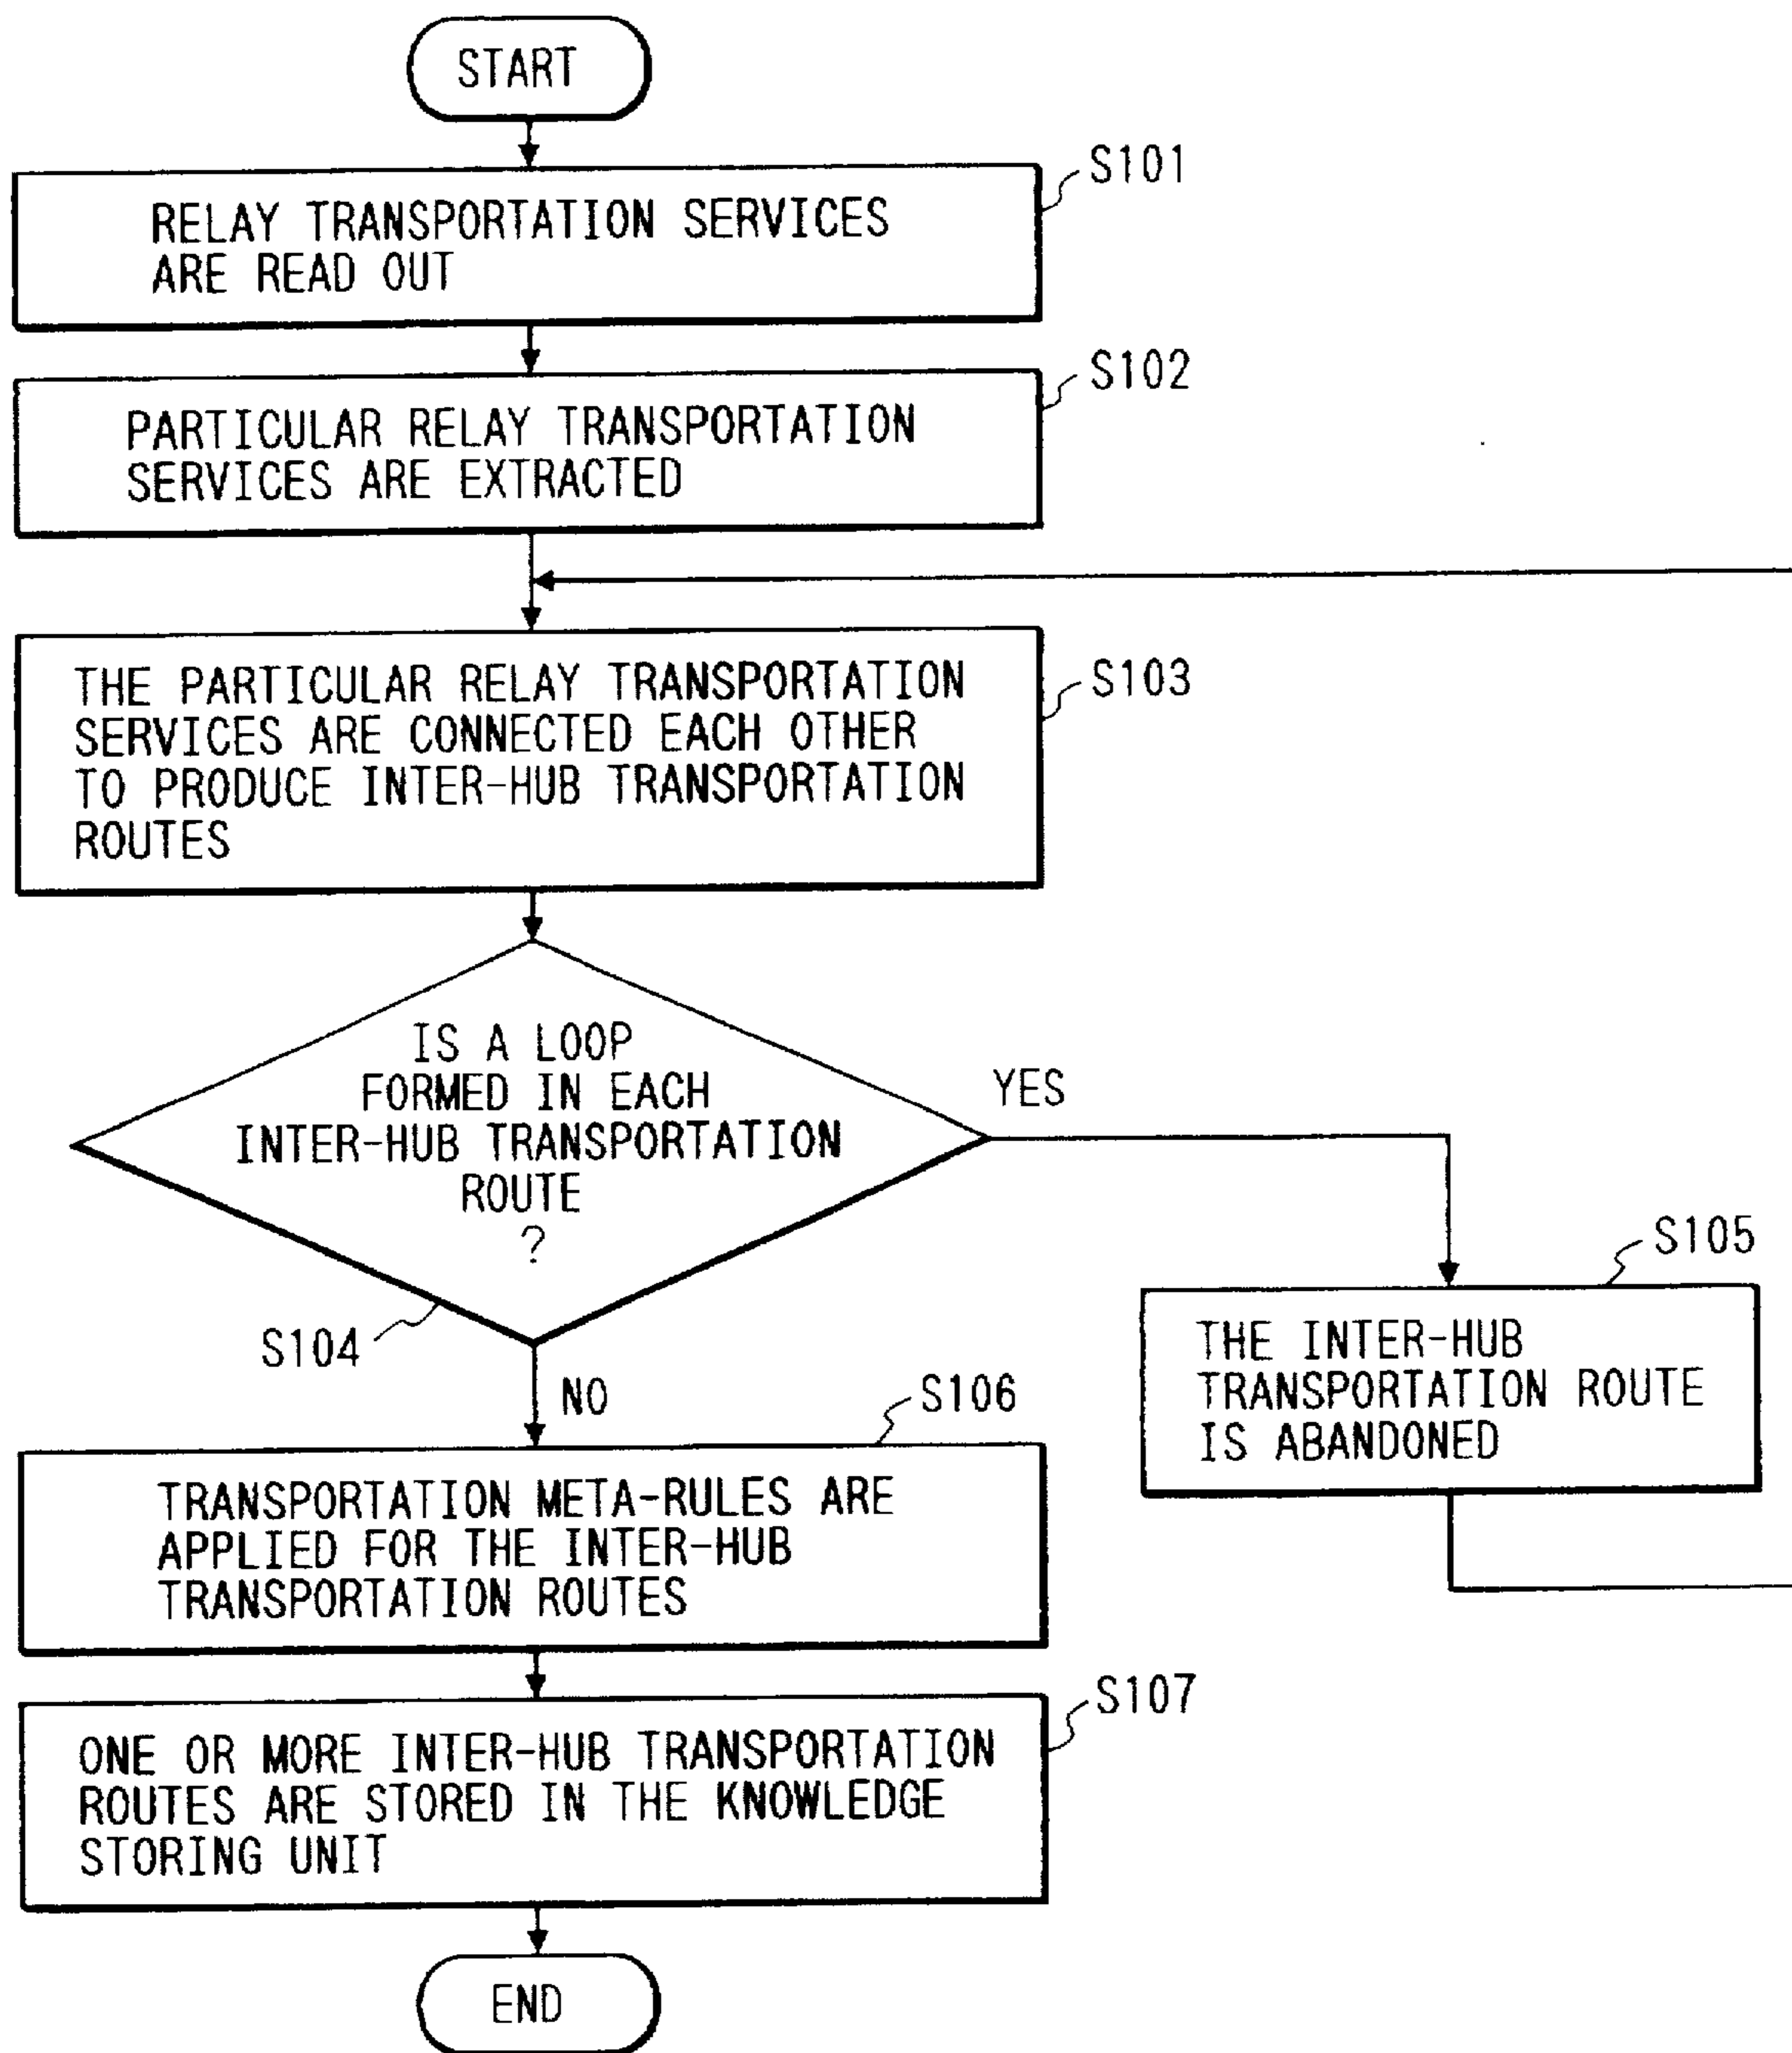 START
S101
RELAY TRANSPORTATION SERVICES
ARE READ OUT
S102
PARTICULAR RELAY TRANSPORTATION
SERVICES ARE EXTRACTED
S103
THE PARTICULAR RELAY TRANSPORTATION
SERVICES ARE CONNECTED EACH OTHER
TO PRODUCE INTER-HUB TRANSPORTATION
ROUTES
IS A LOOP
FORMED IN EACH
INTER-HUB TRANSPORTATION
ROUTE
?
YES
S104
S105
THE INTER-HUB
TRANSPORTATION ROUTE
IS ABANDONED
NO
S106
TRANSPORTATION META-RULES ARE
APPLIED FOR THE INTER-HUB
TRANSPORTATION ROUTES
S107
ONE OR MORE INTER-HUB TRANSPORTATION
ROUTES ARE STORED IN THE KNOWLEDGE
STORING UNIT
END